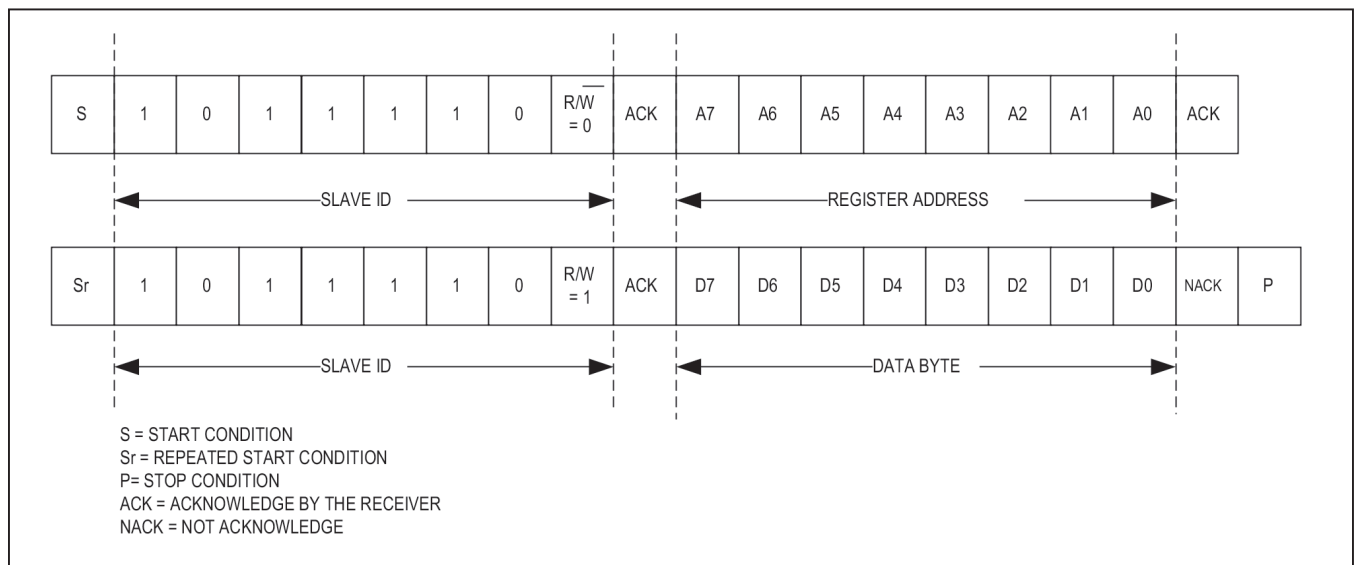 S 1 0 1 1 1 1 0 R/W̅ = 0 ACK A7 A6 A5 A4 A3 A2 A1 A0 ACK
SLAVE ID REGISTER ADDRESS
Sr 1 0 1 1 1 1 0 R/W = 1 ACK D7 D6 D5 D4 D3 D2 D1 D0 NACK P
SLAVE ID DATA BYTE
S = START CONDITION
Sr = REPEATED START CONDITION
P= STOP CONDITION
ACK = ACKNOWLEDGE BY THE RECEIVER
NACK = NOT ACKNOWLEDGE